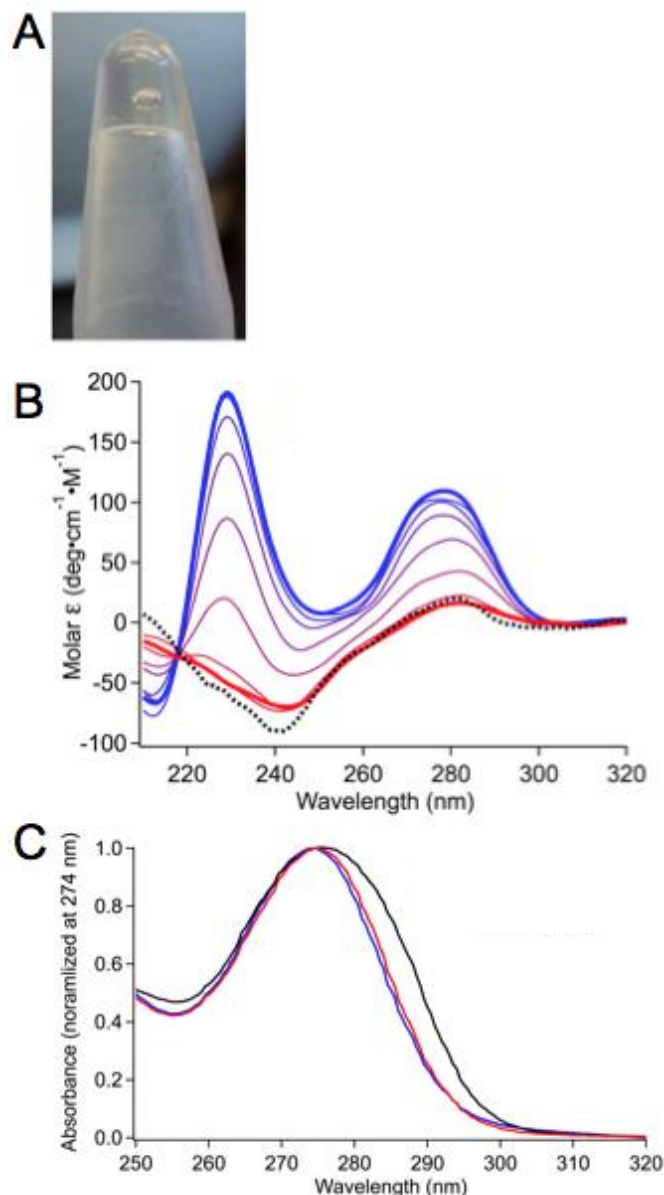 A
B
200
150
100
50
0
-50
-100
Molar ε (deg•cm⁻¹•M⁻¹)
220 240 260 280 300 320
Wavelength (nm)
C
1.0
0.8
0.6
0.4
0.2
0.0
Absorbance (noramlized at 274 nm)
250 260 270 280 290 300 310 320
Wavelength (nm)